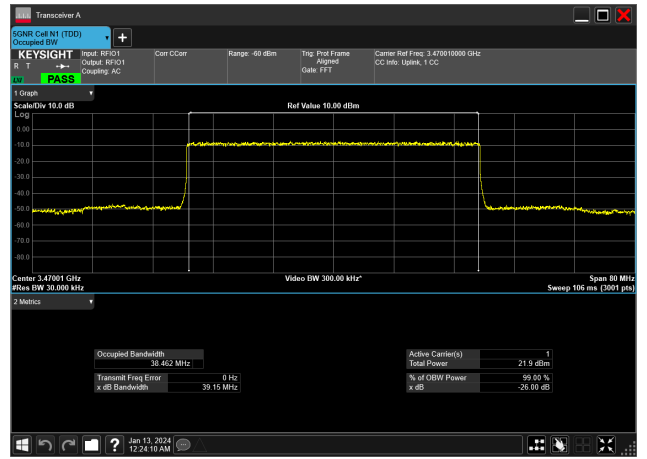 Transceiver A
5GNR Cell N1 (TDD)
Occupied BW
KEYSIGHT
R T
LV PASS
Input: RFIO1
Output: RFIO1
Coupling: AC
Corr CCorr
Range: -60 dBm
Trig: Prot Frame
Aligned
Gate: FFT
Carrier Ref Freq: 3.470010000 GHz
CC Info: Uplink, 1 CC
1 Graph
Scale/Div 10.0 dB
Ref Value 10.00 dBm
Log
0.00
-10.0
-20.0
-30.0
-40.0
-50.0
-60.0
-70.0
-80.0
Center 3.47001 GHz
Video BW 300.00 kHz*
Span 80 MHz
#Res BW 30.000 kHz
Sweep 106 ms (3001 pts)
2 Metrics
Occupied Bandwidth
38.462 MHz
Transmit Freq Error 0 Hz
x dB Bandwidth 39.15 MHz
Active Carrier(s) 1
Total Power 21.9 dBm
% of OBW Power 99.00 %
x dB -26.00 dB
Jan 13, 2024
12:24:10 AM